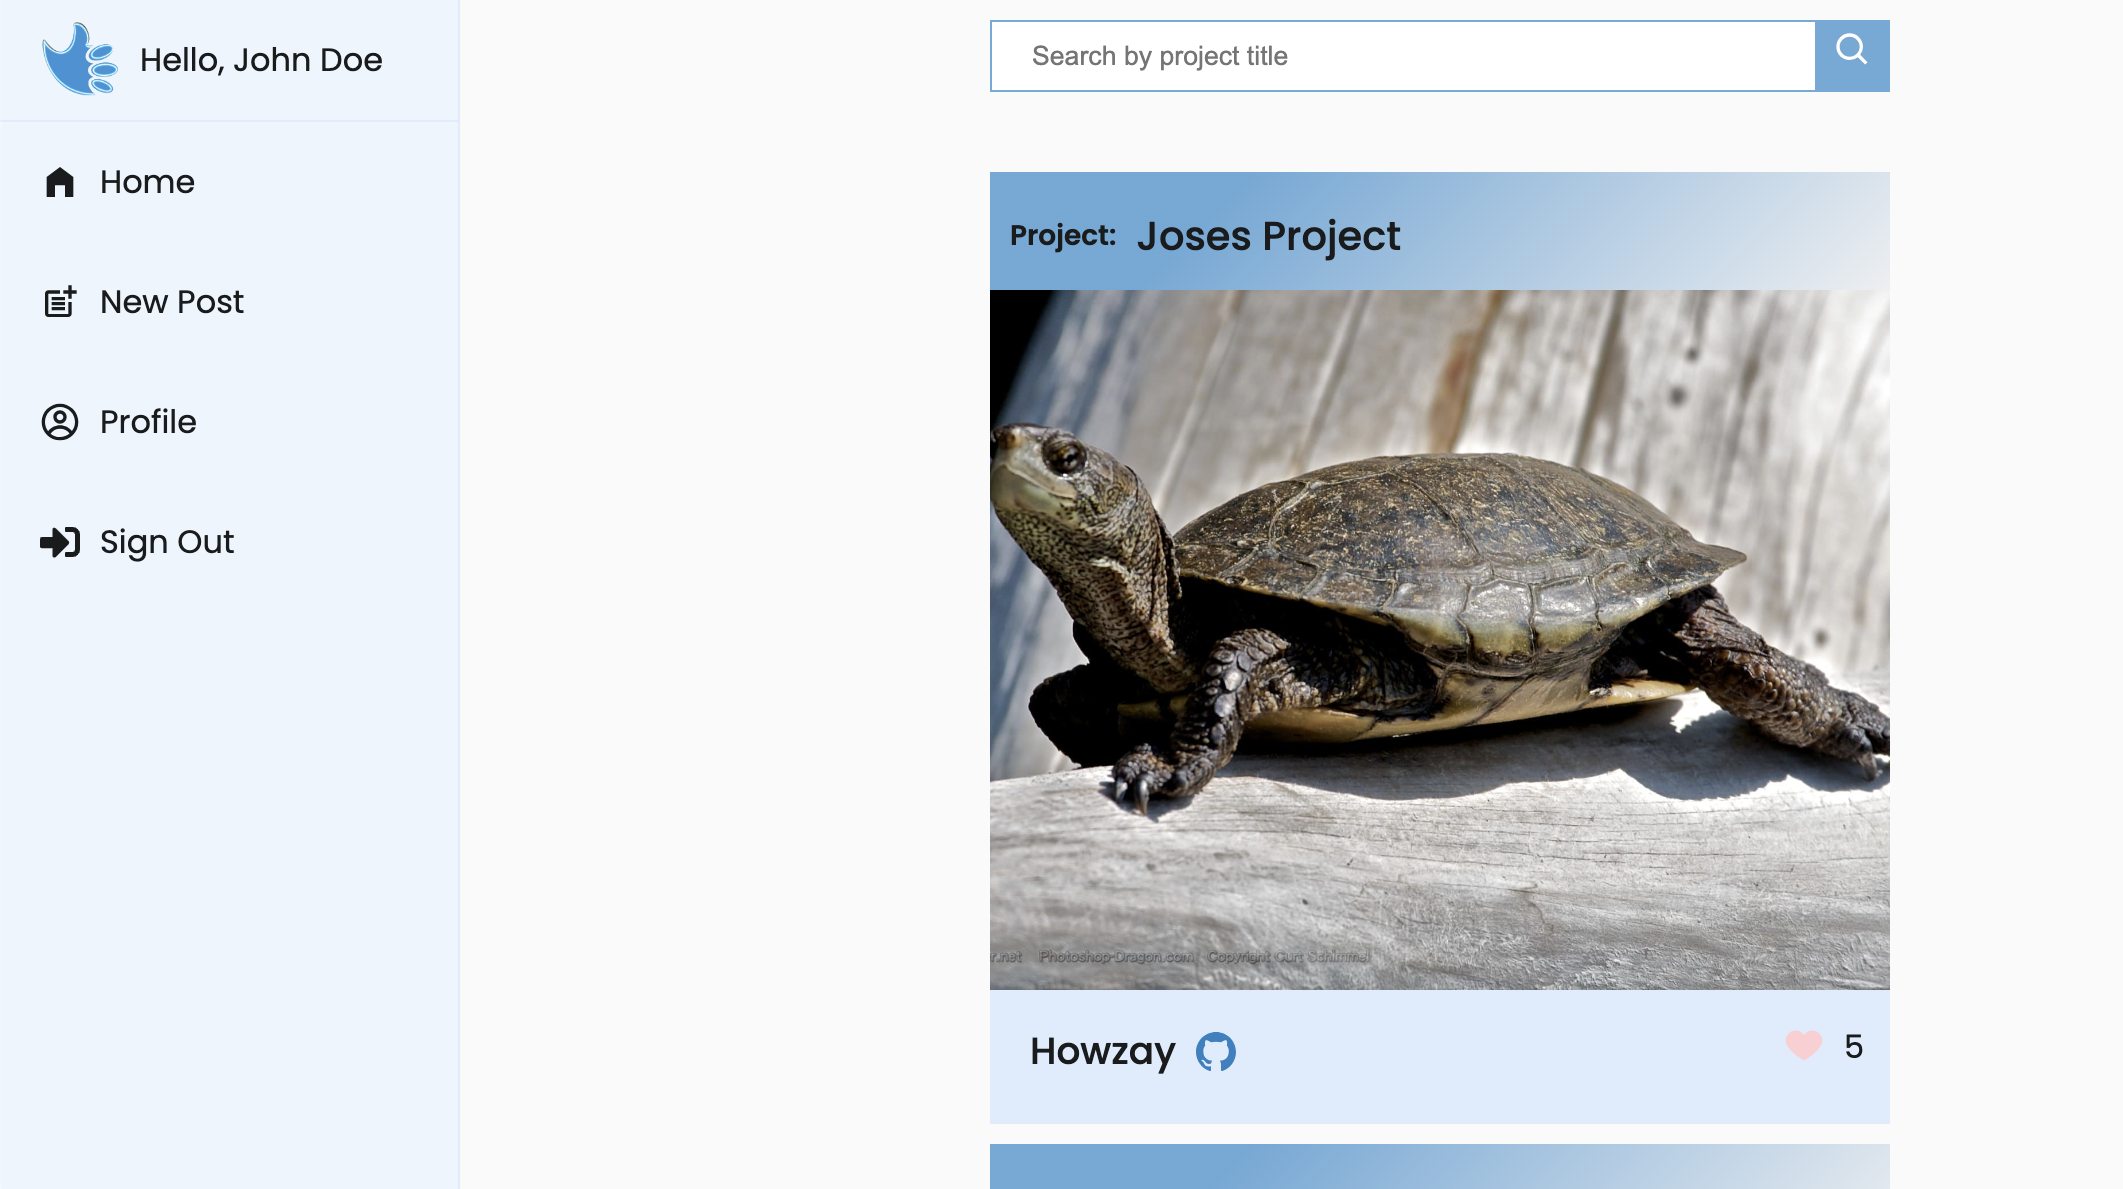 Hello, John Doe
Home
New Post
Profile
Sign Out
Search by project title
Project: Joses Project
r.net Photoshop-Dragon.com Copyright Curt Schimmel
Howzay
5